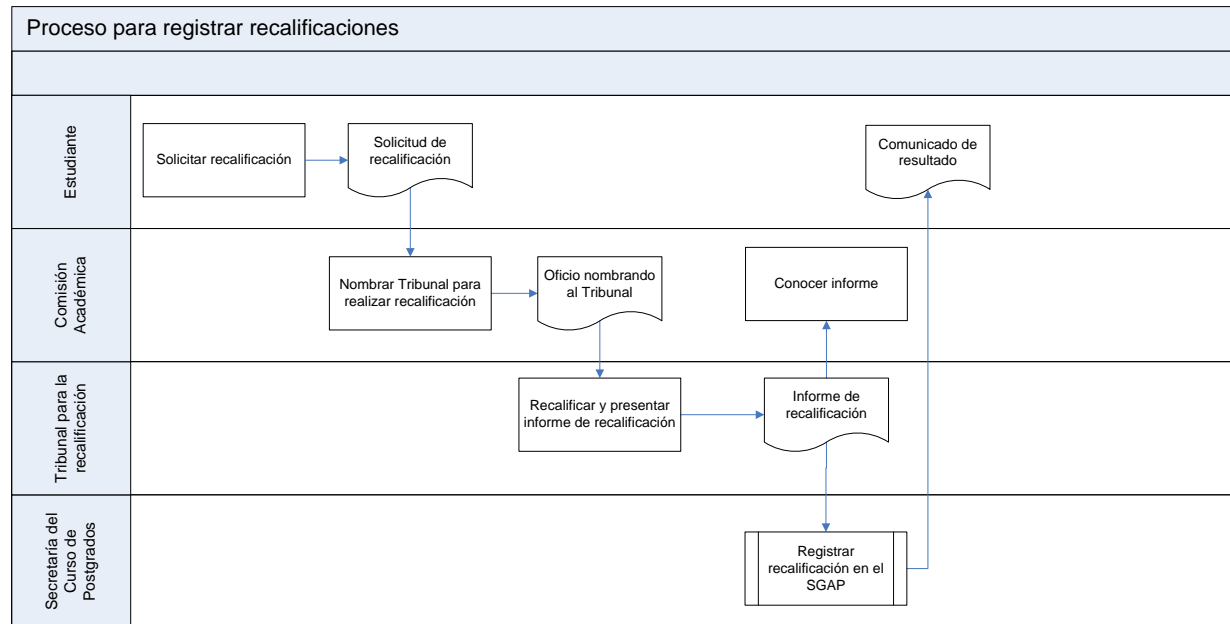 Proceso para registrar recalificaciones
Estudiante
Solicitar recalificación
Solicitud de
recalificación
Comunicado de
resultado
Comisión
Académica
Nombrar Tribunal para
realizar recalificación
Oficio nombrando
al Tribunal
Conocer informe
Tribunal para la
recalificación
Recalificar y presentar
informe de recalificación
Informe de
recalificación
Secretaría del
Curso de
Postgrados
Registrar
recalificación en el
SGAP